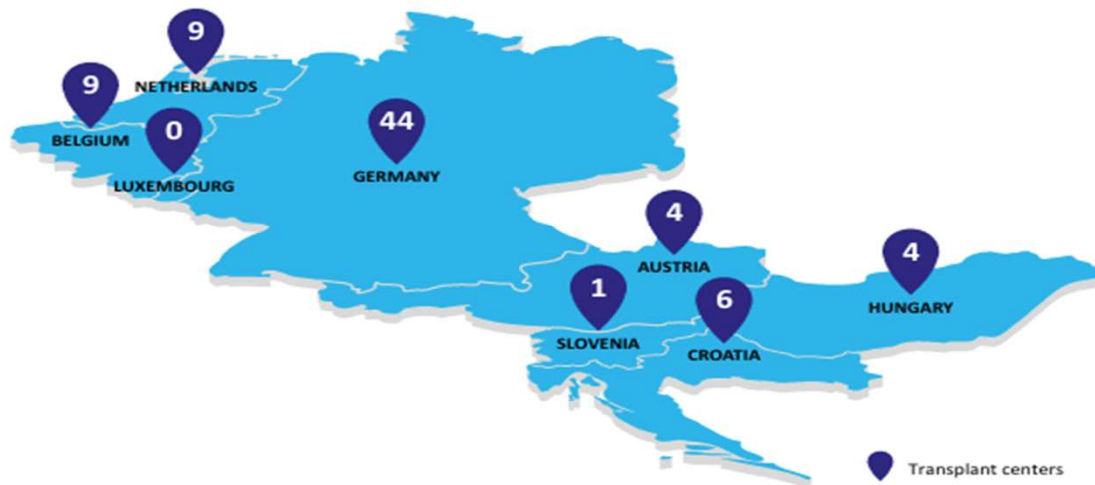 9
NETHERLANDS
9
BELGIUM
0
LUXEMBOURG
44
GERMANY
4
AUSTRIA
4
HUNGARY
1
SLOVENIA
6
CROATIA
Transplant centers